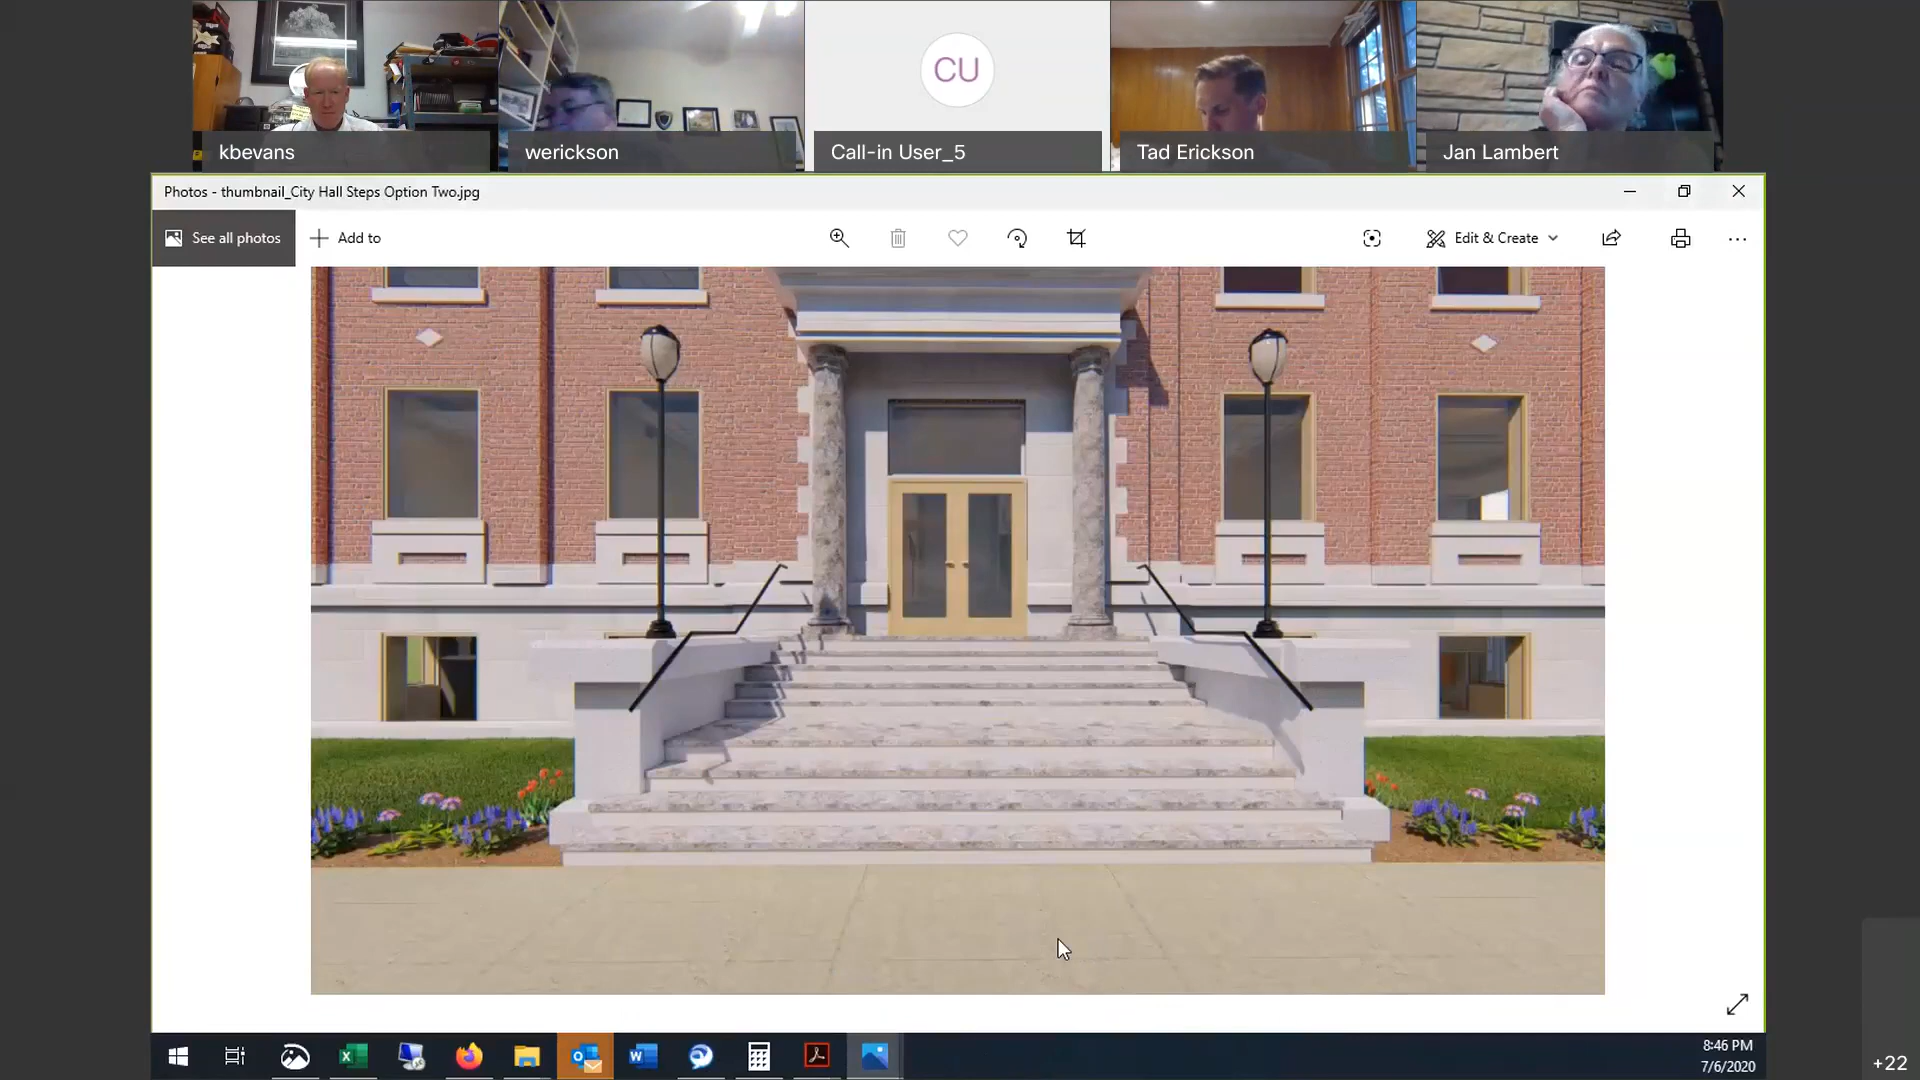 CU
kbevans
werickson
Call-in User_5
Tad Erickson
Jan Lambert
Photos - thumbnail_City Hall Steps Option Two.jpg
See all photos
Add to
Edit & Create
8:46 PM
7/6/2020
+22